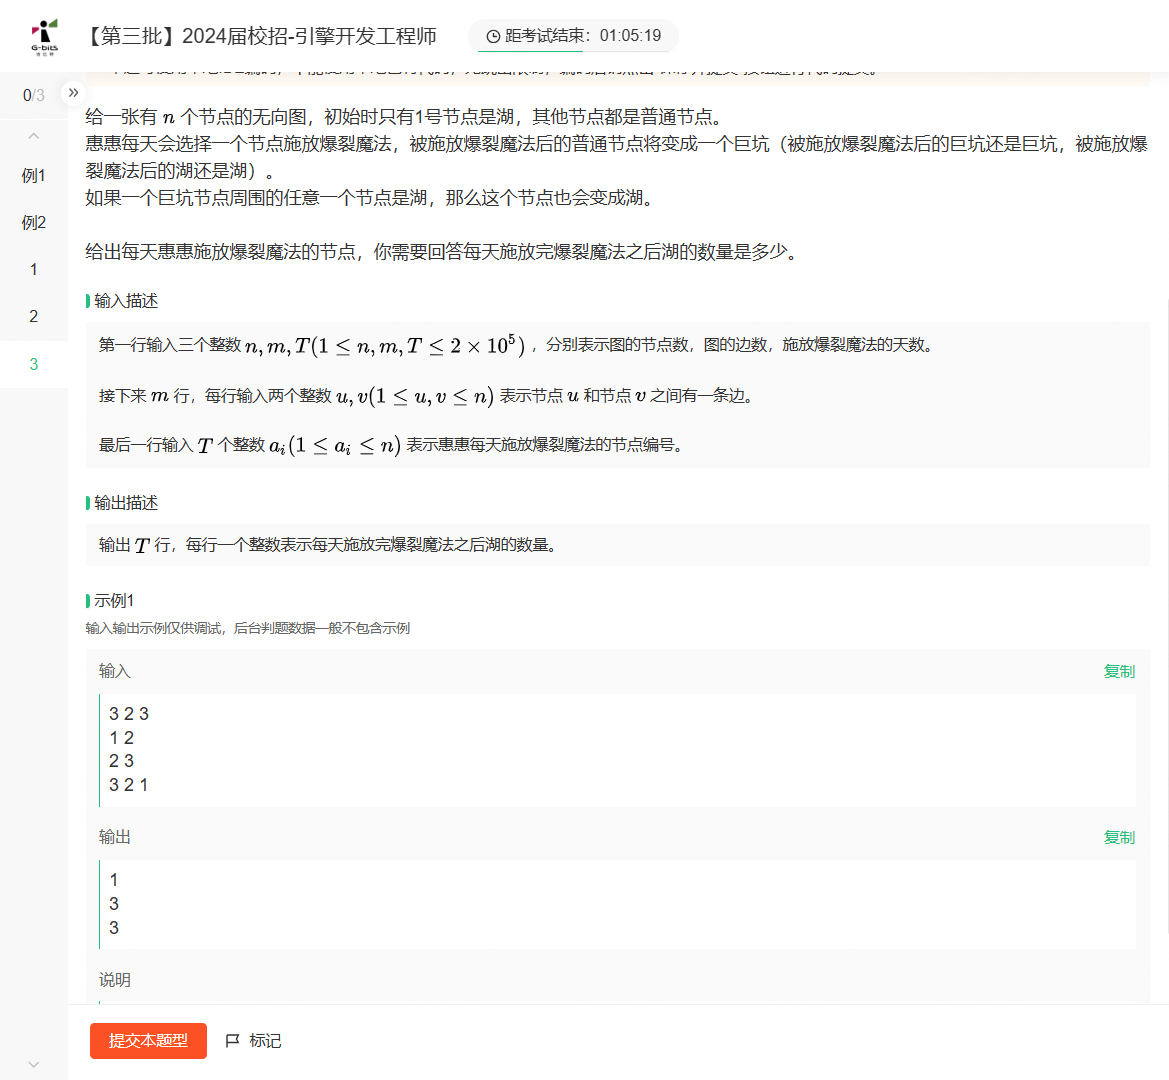 G-bits
【第三批】2024届校招-引擎开发工程师
距考试结束：01:05:19
0/3
例1
例2
1
2
3
给一张有 n 个节点的无向图，初始时只有1号节点是湖，其他节点都是普通节点。
惠惠每天会选择一个节点施放爆裂魔法，被施放爆裂魔法后的普通节点将变成一个巨坑（被施放爆裂魔法后的巨坑还是巨坑，被施放爆
裂魔法后的湖还是湖）。
如果一个巨坑节点周围的任意一个节点是湖，那么这个节点也会变成湖。
给出每天惠惠施放爆裂魔法的节点，你需要回答每天施放完爆裂魔法之后湖的数量是多少。
输入描述
第一行输入三个整数 n, m, T(1 ≤ n, m, T ≤ 2 × 10⁵) ，分别表示图的节点数，图的边数，施放爆裂魔法的天数。
接下来 m 行，每行输入两个整数 u, v(1 ≤ u, v ≤ n) 表示节点 u 和节点 v 之间有一条边。
最后一行输入 T 个整数 aᵢ(1 ≤ aᵢ ≤ n) 表示惠惠每天施放爆裂魔法的节点编号。
输出描述
输出 T 行，每行一个整数表示每天施放完爆裂魔法之后湖的数量。
示例1
输入输出示例仅供调试，后台判题数据一般不包含示例
输入
复制
3 2 3
1 2
2 3
3 2 1
输出
复制
1
3
3
说明
提交本题型
标记